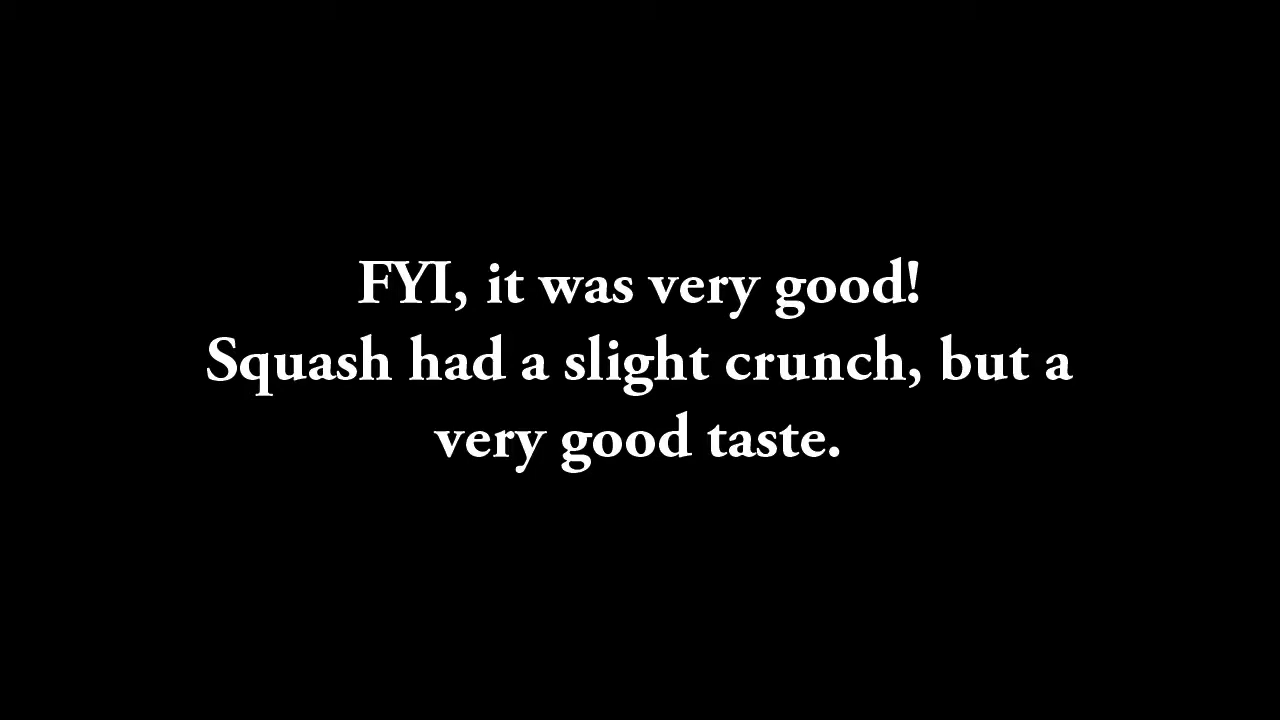 FYI, it was very good!
Squash had a slight crunch, but a
very good taste.